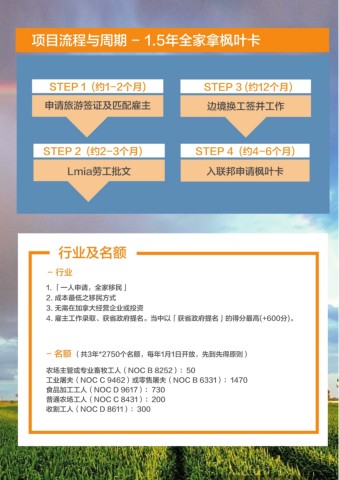 项目流程与周期 – 1.5年全家拿枫叶卡
STEP 1（约1-2个月）
申请旅游签证及匹配雇主
STEP 3 (约12个月）
边境换工签并工作
STEP 2（约2-3个月）
Lmia劳工批文
STEP 4（约4-6个月）
入联邦申请枫叶卡
行业及名额
– 行业
1. 「一人申请，全家移民」
2. 成本最低之移民方式
3. 无需在加拿大经营企业或投资
4. 雇主工作录取、获省政府提名。当中以「获省政府提名」的得分最高(+600分)。
– 名额（共3年*2750个名额，每年1月1日开放，先到先得原则）
农场主管或专业畜牧工人（NOC B 8252）：50
工业屠夫（NOC C 9462）或零售屠夫（NOC B 6331）：1470
食品加工工人（NOC D 9617）：730
普通农场工人（NOC C 8431）：200
收割工人（NOC D 8611）：300